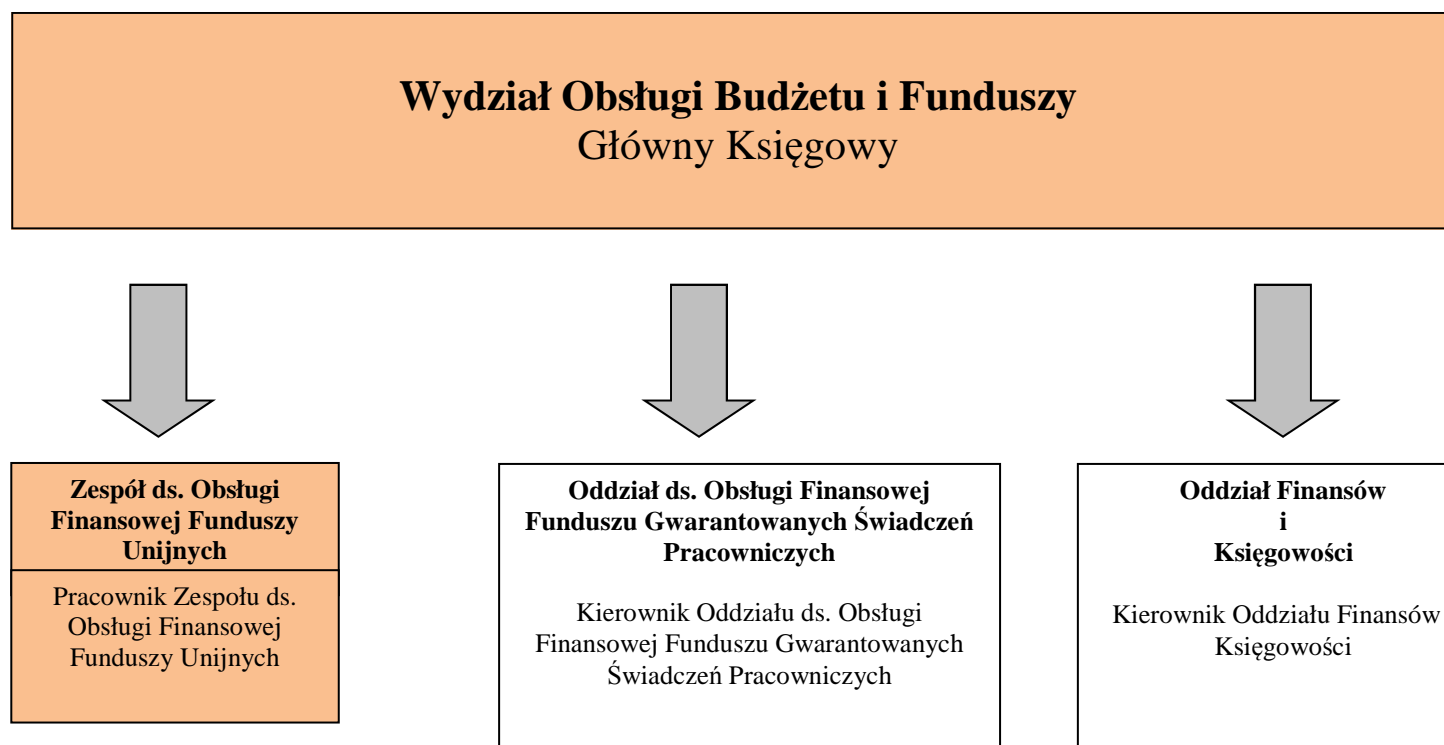 Wydział Obsługi Budżetu i Funduszy
Główny Księgowy
Zespół ds. Obsługi
Finansowej Funduszy
Unijnych
Pracownik Zespołu ds.
Obsługi Finansowej
Funduszy Unijnych
Oddział ds. Obsługi Finansowej
Funduszu Gwarantowanych Świadczeń
Pracowniczych
Kierownik Oddziału ds. Obsługi
Finansowej Funduszu Gwarantowanych
Świadczeń Pracowniczych
Oddział Finansów
i
Księgowości
Kierownik Oddziału Finansów
Księgowości